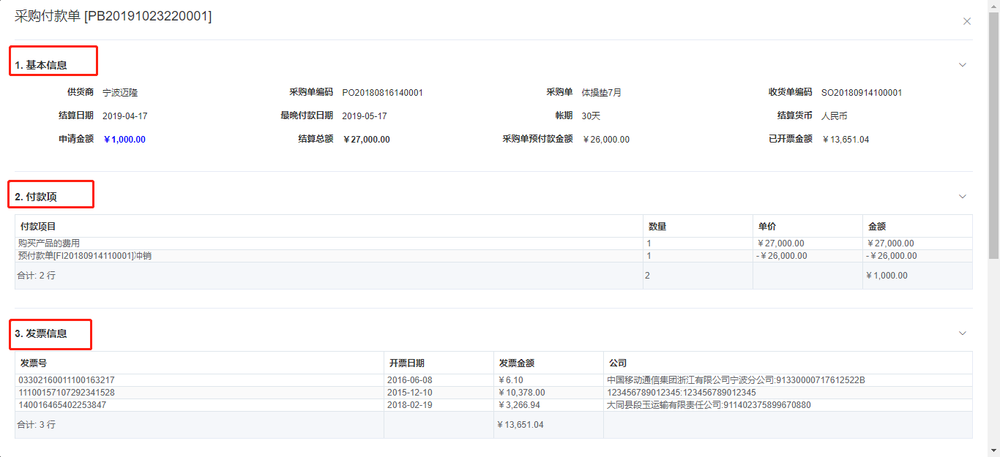 采购付款单 [PB20191023220001]
1. 基本信息
供货商 宁波迈隆 采购单编码 PO20180816140001 采购单 体操垫7月 收货单编码 SO20180914100001
结算日期 2019-04-17 最晚付款日期 2019-05-17 帐期 30天 结算货币 人民币
申请金额 ￥1,000.00 结算总额 ￥27,000.00 采购单预付款金额 ￥26,000.00 已开票金额 ￥13,651.04
2. 付款项
付款项目 数量 单价 金额
购买产品的费用 1 ￥27,000.00 ￥27,000.00
预付款单[FI20180914110001]冲销 1 -￥26,000.00 -￥26,000.00
合计: 2 行 2 ￥1,000.00
3. 发票信息
发票号 开票日期 发票金额 公司
03302160011100163217 2016-06-08 ￥6.10 中国移动通信集团浙江有限公司宁波分公司:91330000717612522B
11100157107292341528 2015-12-10 ￥10,378.00 123456789012345:123456789012345
140016465402253847 2018-02-19 ￥3,266.94 大同县段玉运输有限责任公司:911402375899670880
合计: 3 行 ￥13,651.04